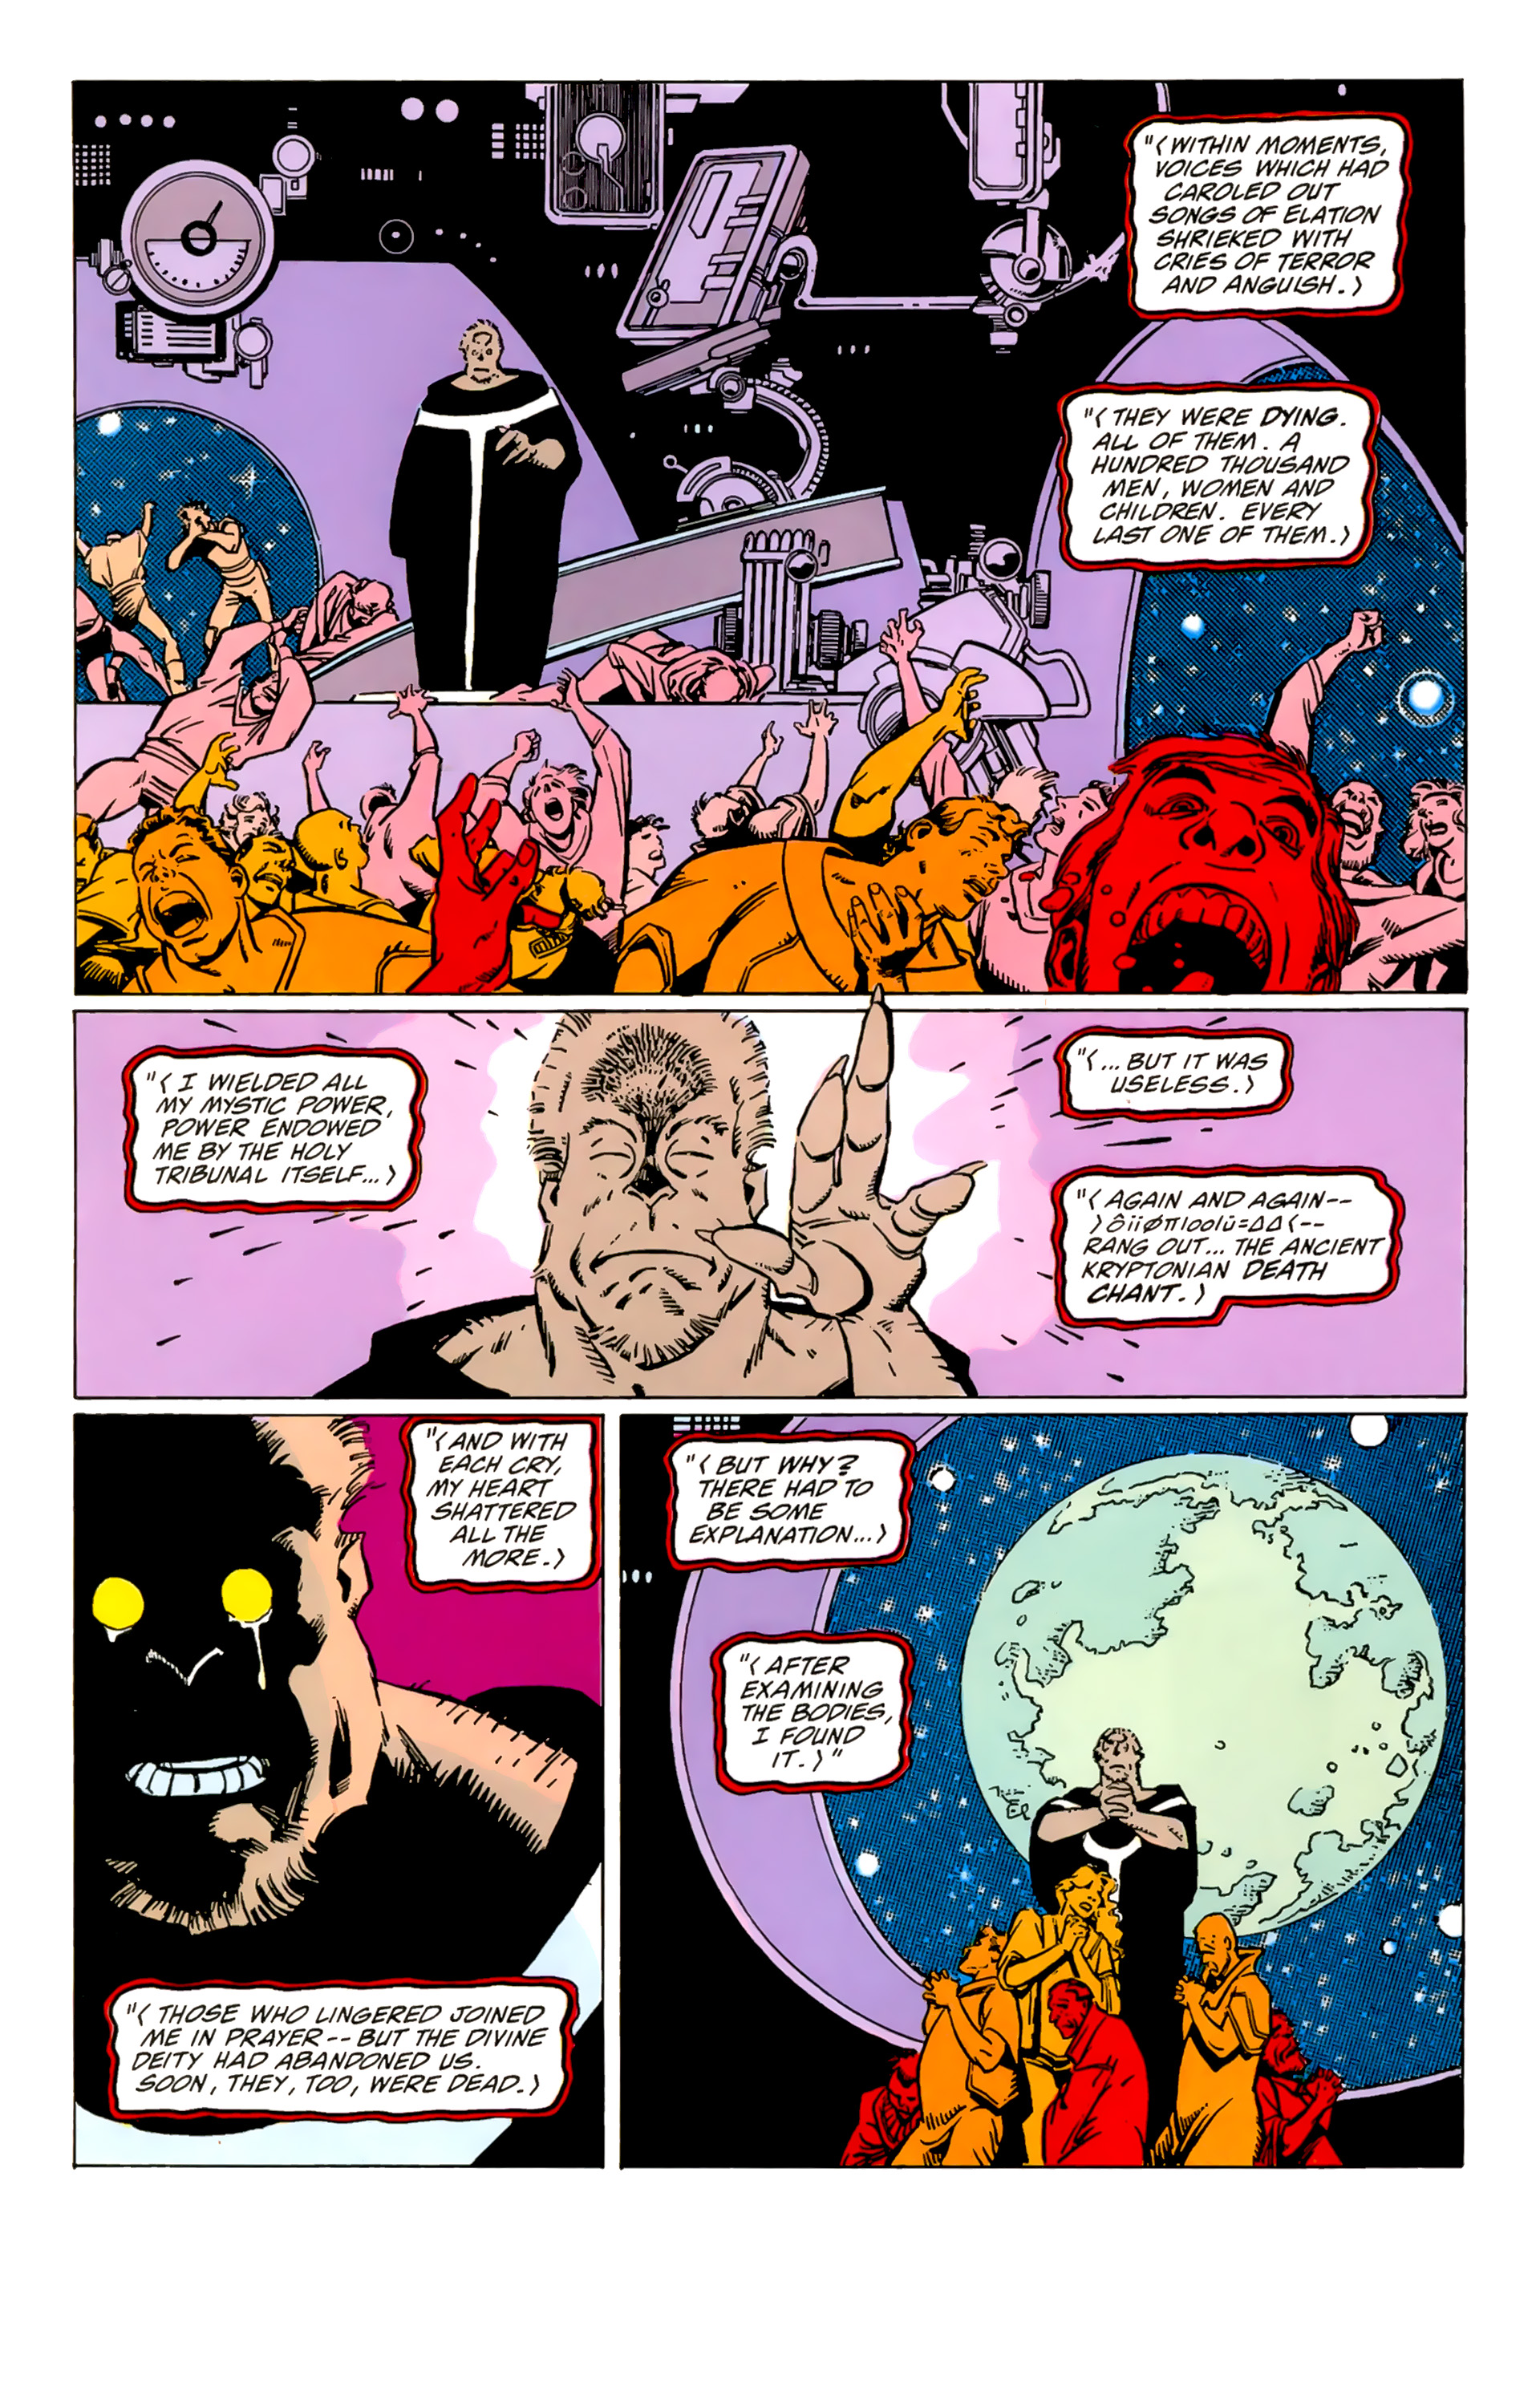 "〈WITHIN MOMENTS,
VOICES WHICH HAD
CAROLED OUT
SONGS OF ELATION
SHRIEKED WITH
CRIES OF TERROR
AND ANGUISH.〉
"〈THEY WERE DYING.
ALL OF THEM. A
HUNDRED THOUSAND
MEN, WOMEN AND
CHILDREN. EVERY
LAST ONE OF THEM.〉
"〈I WIELDED ALL
MY MYSTIC POWER,
POWER ENDOWED
ME BY THE HOLY
TRIBUNAL ITSELF...〉
"〈...BUT IT WAS
USELESS.〉
"〈AGAIN AND AGAIN--
〉ôïiøπloolū=ΔΔ〈--
RANG OUT... THE ANCIENT
KRYPTONIAN DEATH
CHANT.〉
"〈AND WITH
EACH CRY,
MY HEART
SHATTERED
ALL THE
MORE.〉
"〈THOSE WHO LINGERED JOINED
ME IN PRAYER--BUT THE DIVINE
DEITY HAD ABANDONED US.
SOON, THEY, TOO, WERE DEAD.〉
"〈BUT WHY?
THERE HAD TO
BE SOME
EXPLANATION...〉
"〈AFTER
EXAMINING
THE BODIES,
I FOUND
IT.〉"